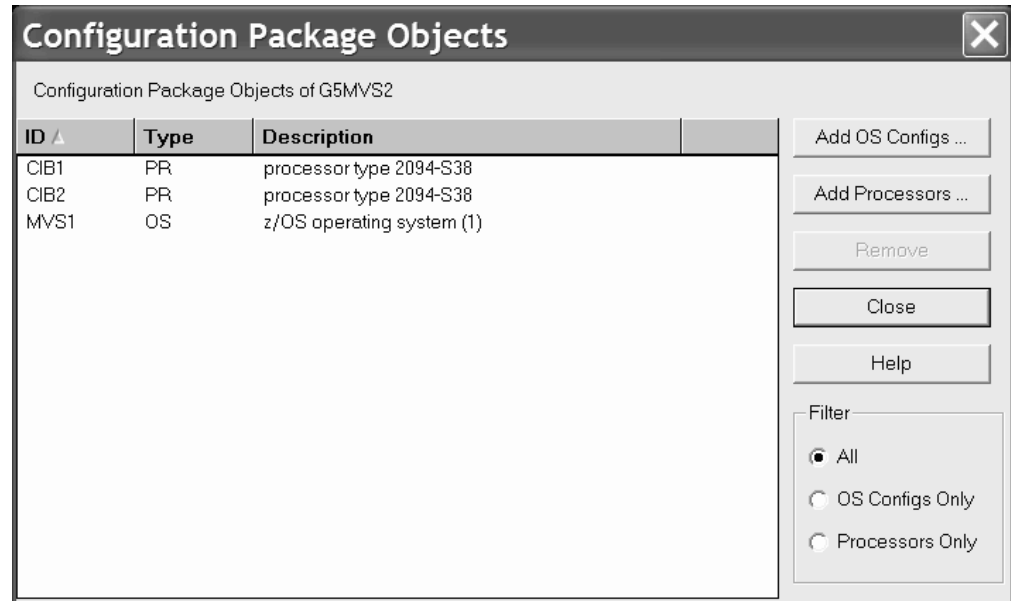 Configuration Package Objects
Configuration Package Objects of G5MVS2
ID Type Description
CIB1 PR processor type 2094-S38
CIB2 PR processor type 2094-S38
MVS1 OS z/OS operating system (1)
Add OS Configs ...
Add Processors ...
Remove
Close
Help
Filter
All
OS Configs Only
Processors Only